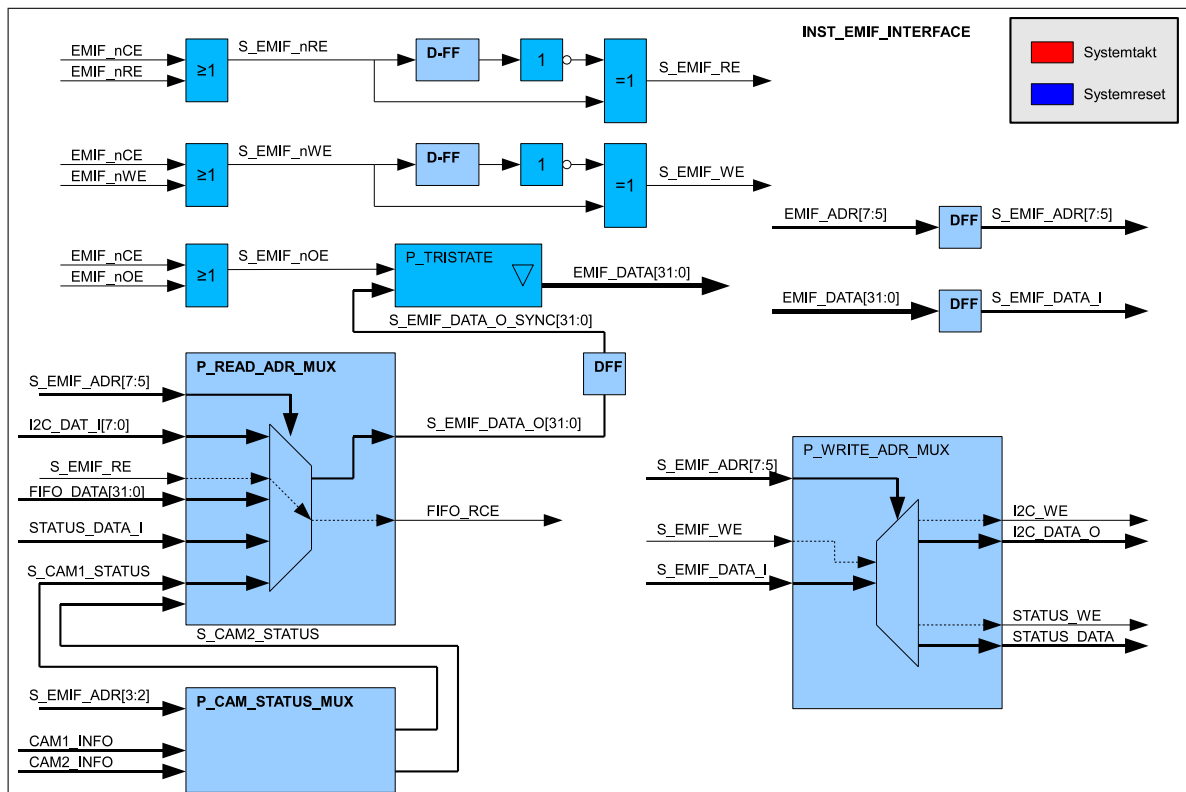 INST_EMIF_INTERFACE
Systemtakt
Systemreset
EMIF_nCE
EMIF_nRE
≥1
S_EMIF_nRE
D-FF
1
=1
S_EMIF_RE
EMIF_nCE
EMIF_nWE
≥1
S_EMIF_nWE
D-FF
1
=1
S_EMIF_WE
EMIF_ADR[7:5]
DFF
S_EMIF_ADR[7:5]
EMIF_nCE
EMIF_nOE
≥1
S_EMIF_nOE
P_TRISTATE
EMIF_DATA[31:0]
EMIF_DATA[31:0]
DFF
S_EMIF_DATA_I
S_EMIF_DATA_O_SYNC[31:0]
DFF
P_READ_ADR_MUX
S_EMIF_ADR[7:5]
I2C_DAT_I[7:0]
S_EMIF_RE
FIFO_DATA[31:0]
STATUS_DATA_I
S_CAM1_STATUS
S_EMIF_DATA_O[31:0]
FIFO_RCE
S_CAM2_STATUS
P_WRITE_ADR_MUX
S_EMIF_ADR[7:5]
S_EMIF_WE
S_EMIF_DATA_I
I2C_WE
I2C_DATA_O
STATUS_WE
STATUS_DATA
P_CAM_STATUS_MUX
S_EMIF_ADR[3:2]
CAM1_INFO
CAM2_INFO